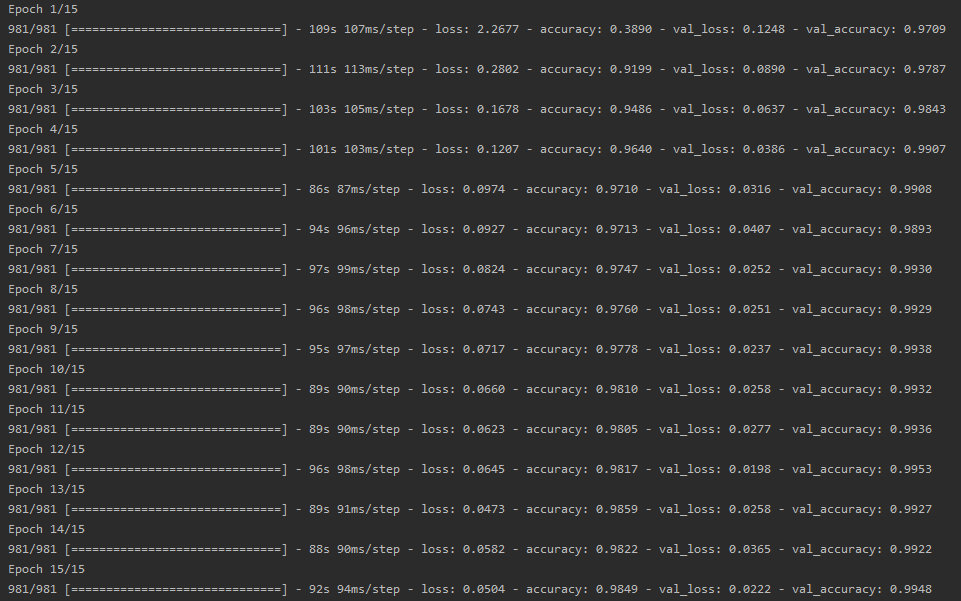 Epoch 1/15
981/981 [==============================] - 109s 107ms/step - loss: 2.2677 - accuracy: 0.3890 - val_loss: 0.1248 - val_accuracy: 0.9709
Epoch 2/15
981/981 [==============================] - 111s 113ms/step - loss: 0.2802 - accuracy: 0.9199 - val_loss: 0.0890 - val_accuracy: 0.9787
Epoch 3/15
981/981 [==============================] - 103s 105ms/step - loss: 0.1678 - accuracy: 0.9486 - val_loss: 0.0637 - val_accuracy: 0.9843
Epoch 4/15
981/981 [==============================] - 101s 103ms/step - loss: 0.1207 - accuracy: 0.9640 - val_loss: 0.0386 - val_accuracy: 0.9907
Epoch 5/15
981/981 [==============================] - 86s 87ms/step - loss: 0.0974 - accuracy: 0.9710 - val_loss: 0.0316 - val_accuracy: 0.9908
Epoch 6/15
981/981 [==============================] - 94s 96ms/step - loss: 0.0927 - accuracy: 0.9713 - val_loss: 0.0407 - val_accuracy: 0.9893
Epoch 7/15
981/981 [==============================] - 97s 99ms/step - loss: 0.0824 - accuracy: 0.9747 - val_loss: 0.0252 - val_accuracy: 0.9930
Epoch 8/15
981/981 [==============================] - 96s 98ms/step - loss: 0.0743 - accuracy: 0.9760 - val_loss: 0.0251 - val_accuracy: 0.9929
Epoch 9/15
981/981 [==============================] - 95s 97ms/step - loss: 0.0717 - accuracy: 0.9778 - val_loss: 0.0237 - val_accuracy: 0.9938
Epoch 10/15
981/981 [==============================] - 89s 90ms/step - loss: 0.0660 - accuracy: 0.9810 - val_loss: 0.0258 - val_accuracy: 0.9932
Epoch 11/15
981/981 [==============================] - 89s 90ms/step - loss: 0.0623 - accuracy: 0.9805 - val_loss: 0.0277 - val_accuracy: 0.9936
Epoch 12/15
981/981 [==============================] - 96s 98ms/step - loss: 0.0645 - accuracy: 0.9817 - val_loss: 0.0198 - val_accuracy: 0.9953
Epoch 13/15
981/981 [==============================] - 89s 91ms/step - loss: 0.0473 - accuracy: 0.9859 - val_loss: 0.0258 - val_accuracy: 0.9927
Epoch 14/15
981/981 [==============================] - 88s 90ms/step - loss: 0.0582 - accuracy: 0.9822 - val_loss: 0.0365 - val_accuracy: 0.9922
Epoch 15/15
981/981 [==============================] - 92s 94ms/step - loss: 0.0504 - accuracy: 0.9849 - val_loss: 0.0222 - val_accuracy: 0.9948